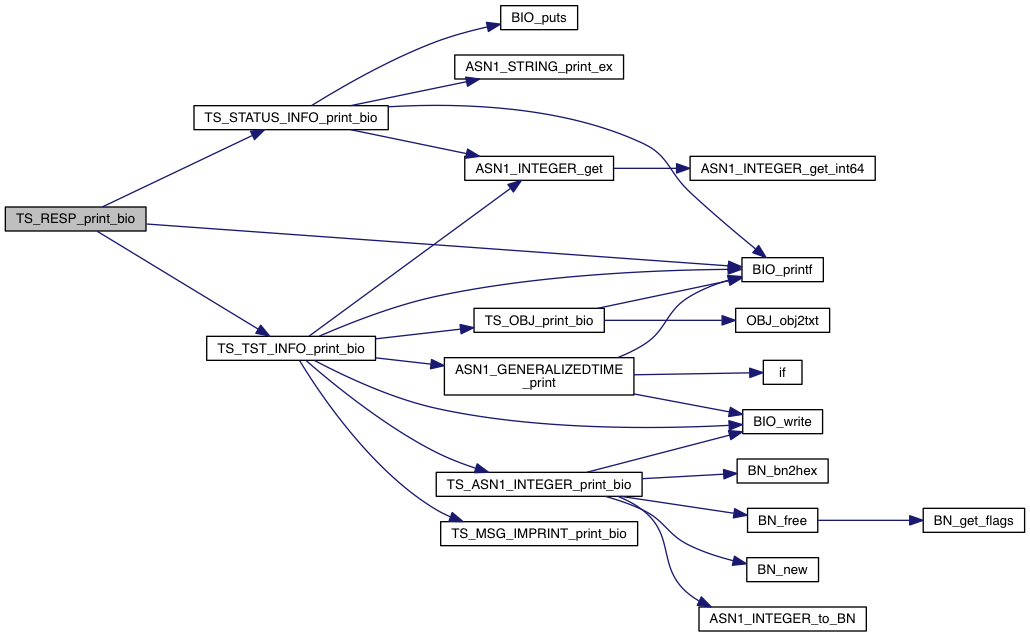 BIO_puts
ASN1_STRING_print_ex
TS_STATUS_INFO_print_bio
ASN1_INTEGER_get
ASN1_INTEGER_get_int64
TS_RESP_print_bio
BIO_printf
TS_OBJ_print_bio
OBJ_obj2txt
TS_TST_INFO_print_bio
ASN1_GENERALIZEDTIME
_print
if
BIO_write
BN_bn2hex
TS_ASN1_INTEGER_print_bio
BN_free
BN_get_flags
TS_MSG_IMPRINT_print_bio
BN_new
ASN1_INTEGER_to_BN